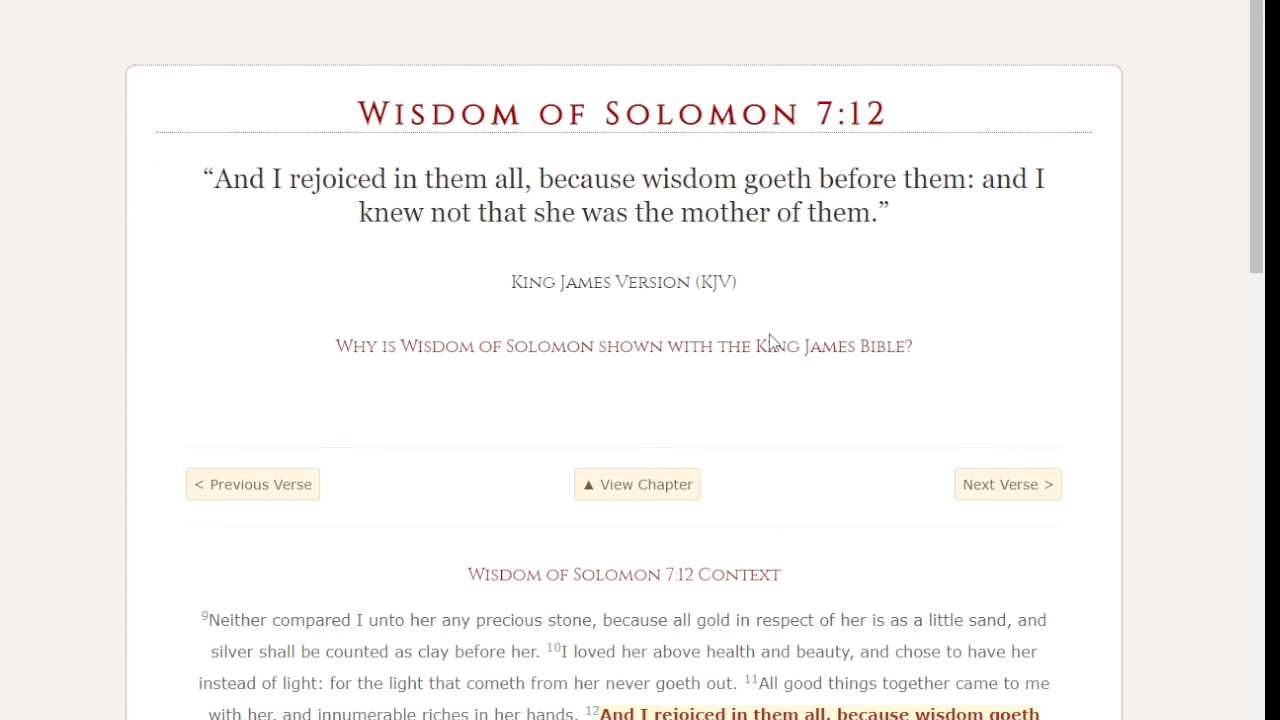 Wisdom of Solomon 7:12
“And I rejoiced in them all, because wisdom goeth before them: and I
knew not that she was the mother of them.”
King James Version (KJV)
Why is Wisdom of Solomon shown with the King James Bible?
< Previous Verse
▲ View Chapter
Next Verse >
Wisdom of Solomon 7:12 Context
9Neither compared I unto her any precious stone, because all gold in respect of her is as a little sand, and
silver shall be counted as clay before her. 10I loved her above health and beauty, and chose to have her
instead of light: for the light that cometh from her never goeth out. 11All good things together came to me
with her, and innumerable riches in her hands. 12And I rejoiced in them all, because wisdom goeth